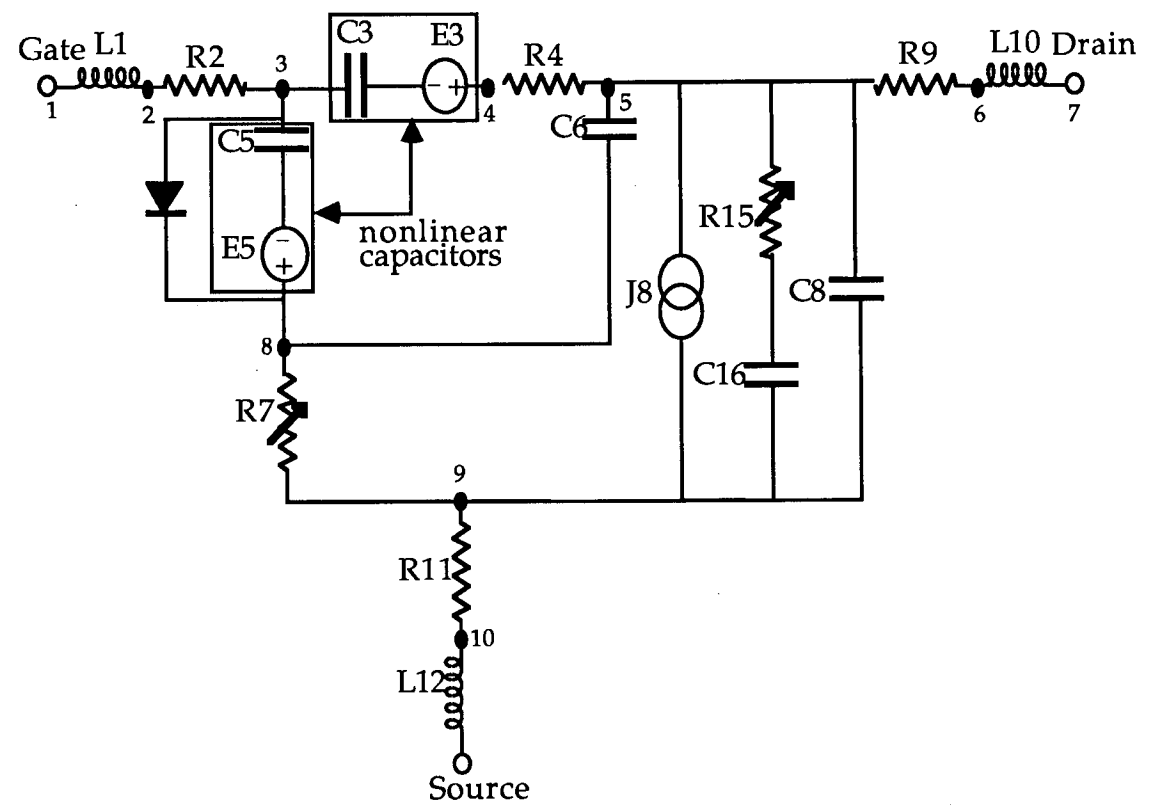 Gate L1
R2
3
C3
E3
R4
R9
L10 Drain
1
2
4
5
6
7
C5
C6
E5
nonlinear
capacitors
R15
J8
C8
8
C16
R7
9
R11
10
L12
Source